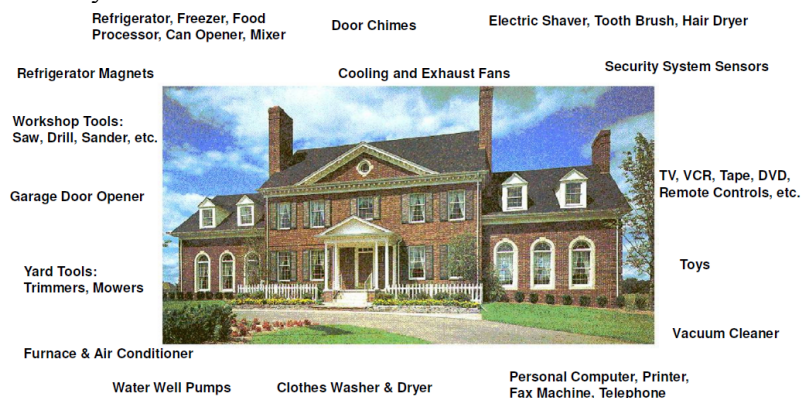 Refrigerator, Freezer, Food
Processor, Can Opener, Mixer
Door Chimes
Electric Shaver, Tooth Brush, Hair Dryer
Refrigerator Magnets
Cooling and Exhaust Fans
Security System Sensors
Workshop Tools:
Saw, Drill, Sander, etc.
TV, VCR, Tape, DVD,
Remote Controls, etc.
Garage Door Opener
Yard Tools:
Trimmers, Mowers
Toys
Vacuum Cleaner
Furnace & Air Conditioner
Water Well Pumps
Clothes Washer & Dryer
Personal Computer, Printer,
Fax Machine, Telephone